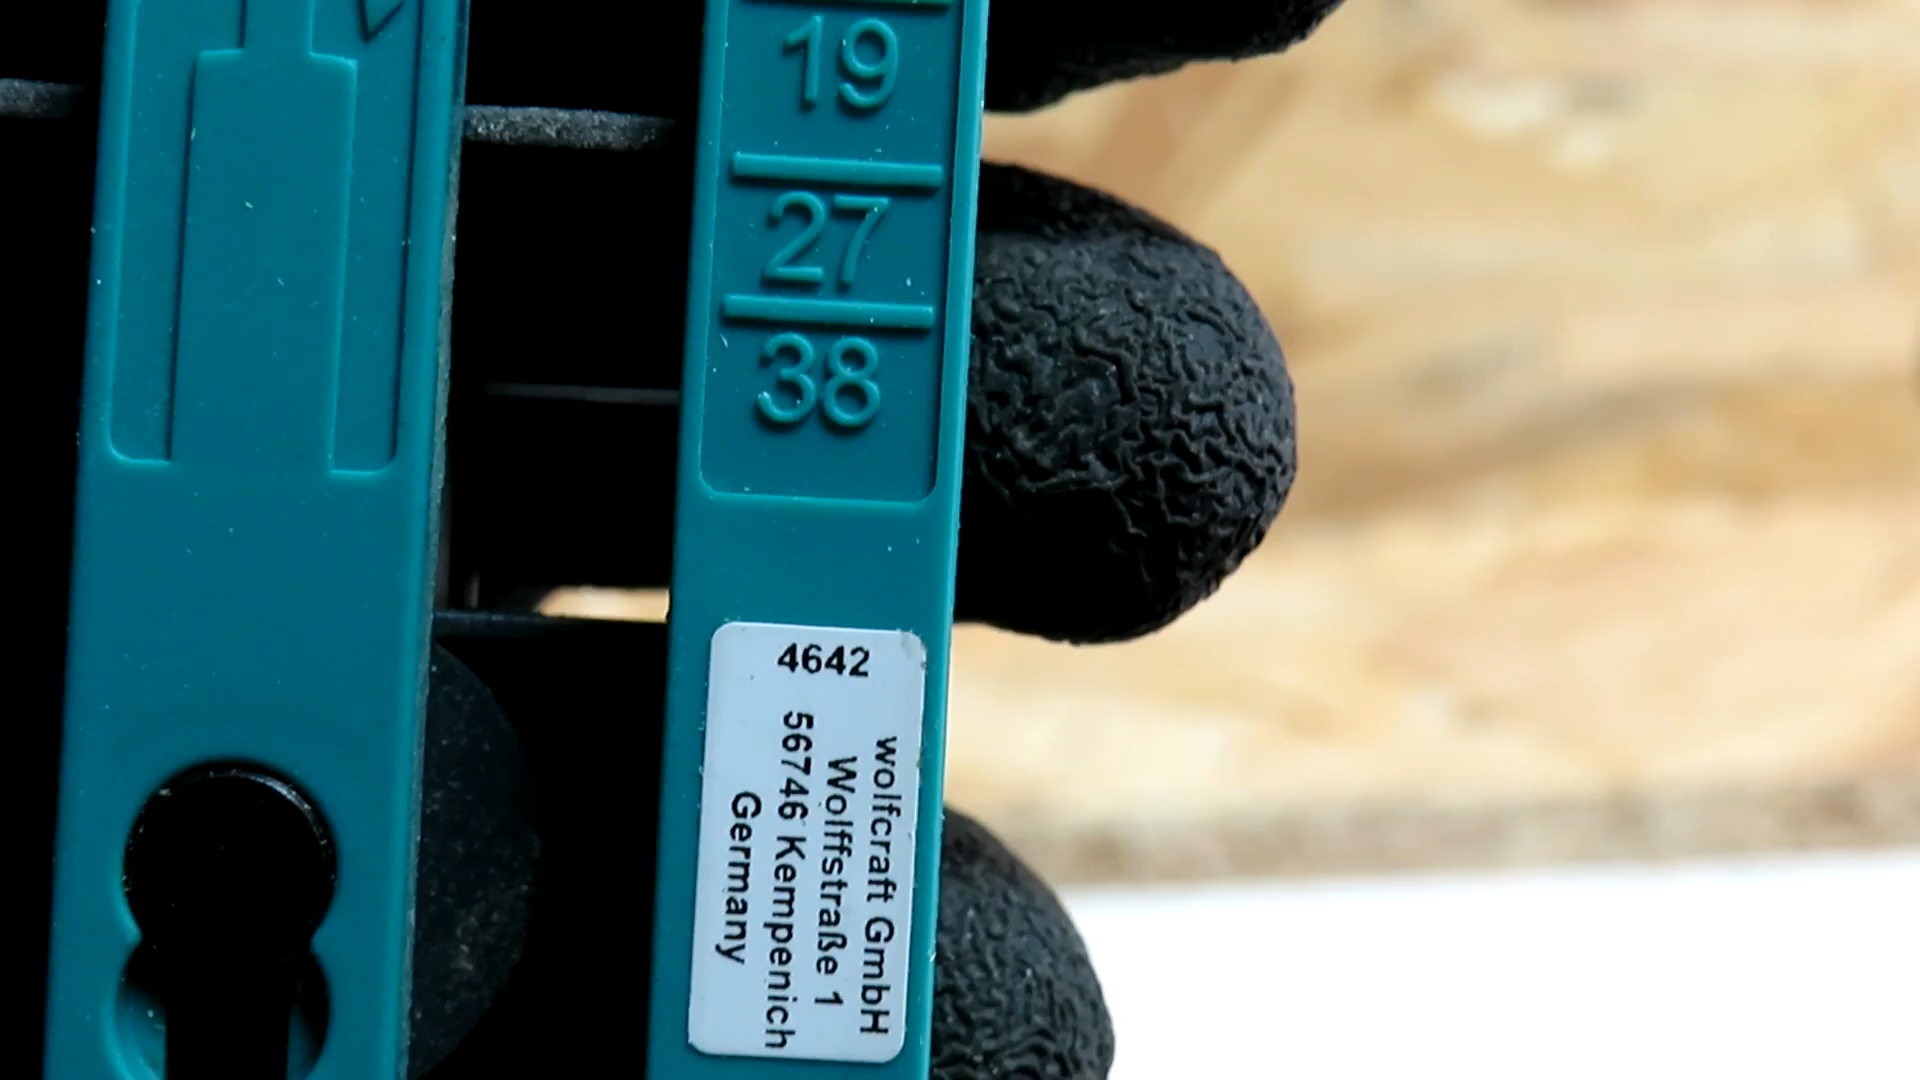 19
27
38
4642
wolfcraft GmbH
Wolffstraße 1
56746 Kempenich
Germany